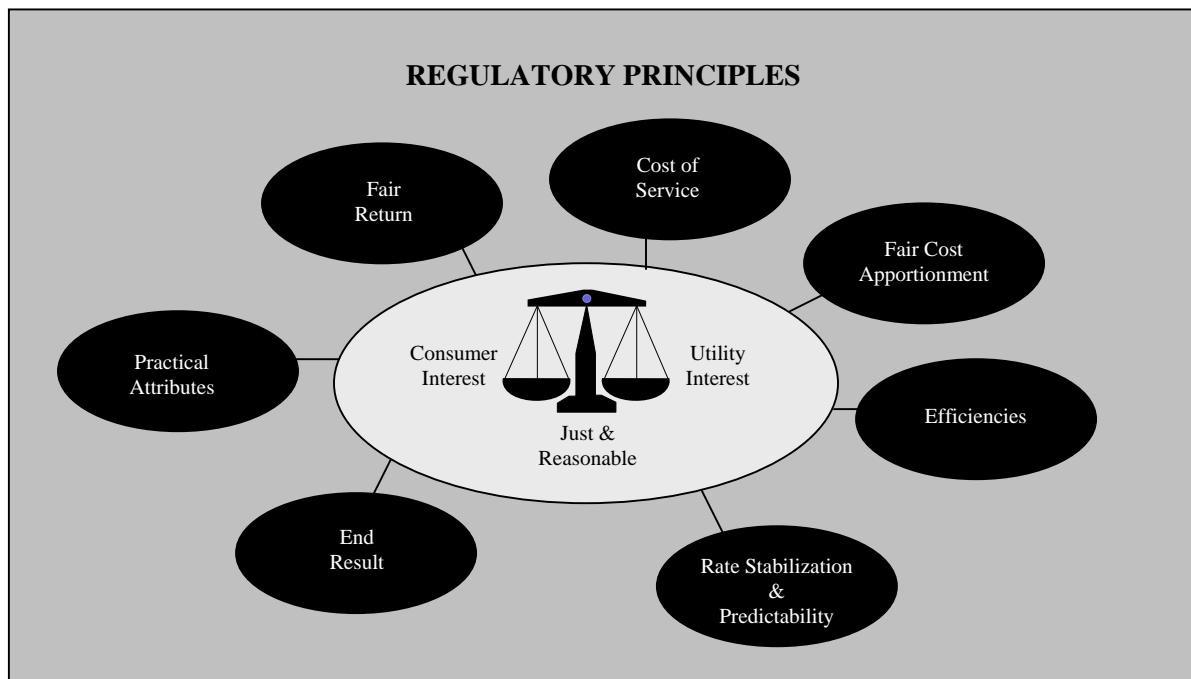 REGULATORY PRINCIPLES
Cost of
Service
Fair
Return
Fair Cost
Apportionment
Consumer
Interest
Utility
Interest
Practical
Attributes
Efficiencies
Just &
Reasonable
End
Result
Rate Stabilization
&
Predictability